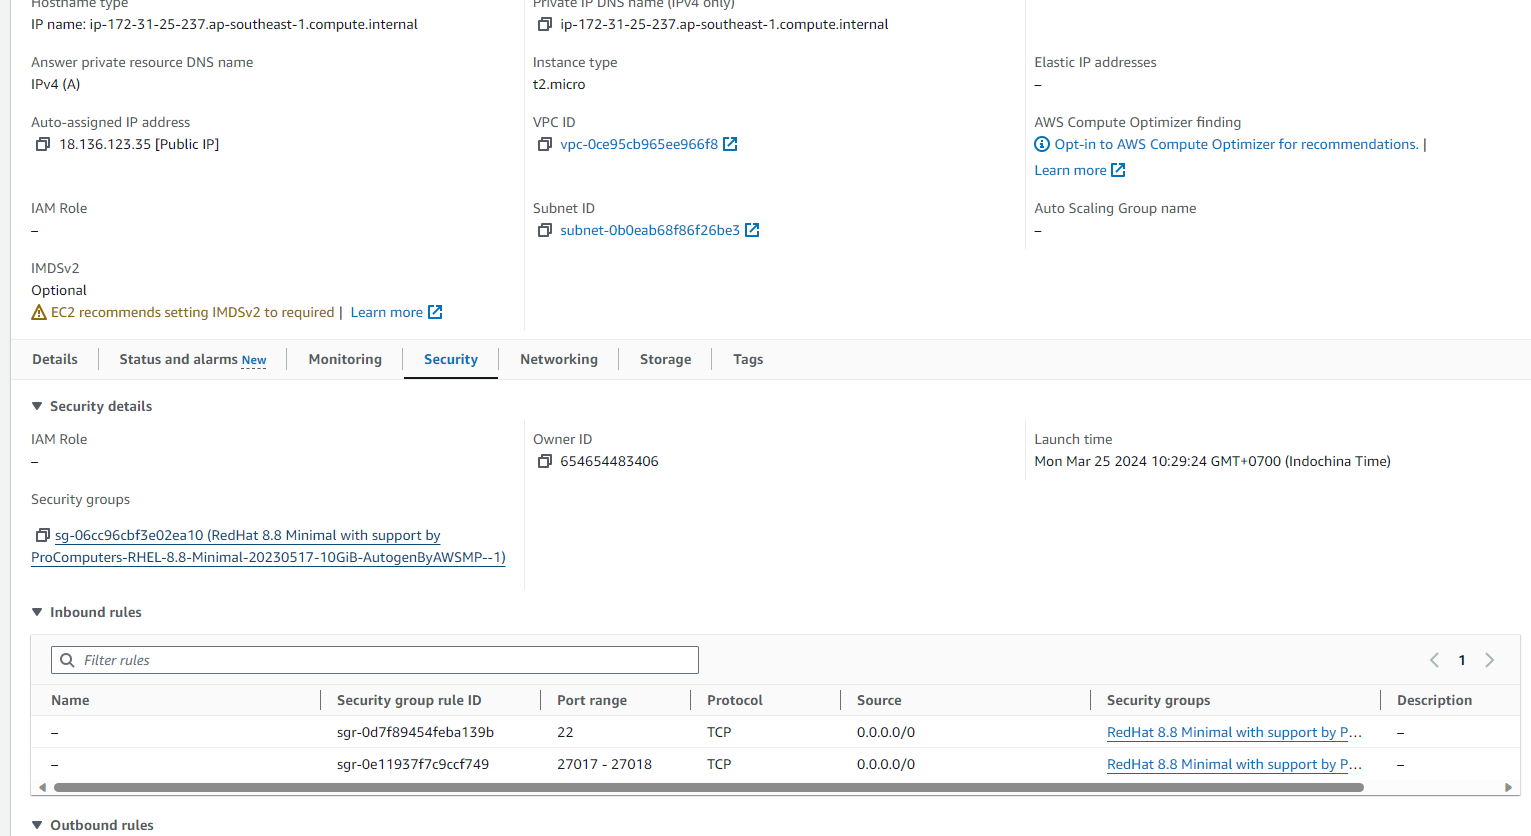 Hostname type
IP name: ip-172-31-25-237.ap-southeast-1.compute.internal
Private IP DNS name (IPv4 only)
ip-172-31-25-237.ap-southeast-1.compute.internal
Answer private resource DNS name
IPv4 (A)
Instance type
t2.micro
Elastic IP addresses
–
Auto-assigned IP address
18.136.123.35 [Public IP]
VPC ID
vpc-0ce95cb965ee966f8
AWS Compute Optimizer finding
Opt-in to AWS Compute Optimizer for recommendations. |
Learn more
IAM Role
–
Subnet ID
subnet-0b0eab68f86f26be3
Auto Scaling Group name
–
IMDSv2
Optional
EC2 recommends setting IMDSv2 to required | Learn more
Details Status and alarms New Monitoring Security Networking Storage Tags
Security details
IAM Role
–
Owner ID
654654483406
Launch time
Mon Mar 25 2024 10:29:24 GMT+0700 (Indochina Time)
Security groups
sg-06cc96cbf3e02ea10 (RedHat 8.8 Minimal with support by
ProComputers-RHEL-8.8-Minimal-20230517-10GiB-AutogenByAWSMP--1)
Inbound rules
Filter rules
1
Name Security group rule ID Port range Protocol Source Security groups Description
– sgr-0d7f89454feba139b 22 TCP 0.0.0.0/0 RedHat 8.8 Minimal with support by P... –
– sgr-0e11937f7c9ccf749 27017 - 27018 TCP 0.0.0.0/0 RedHat 8.8 Minimal with support by P... –
Outbound rules